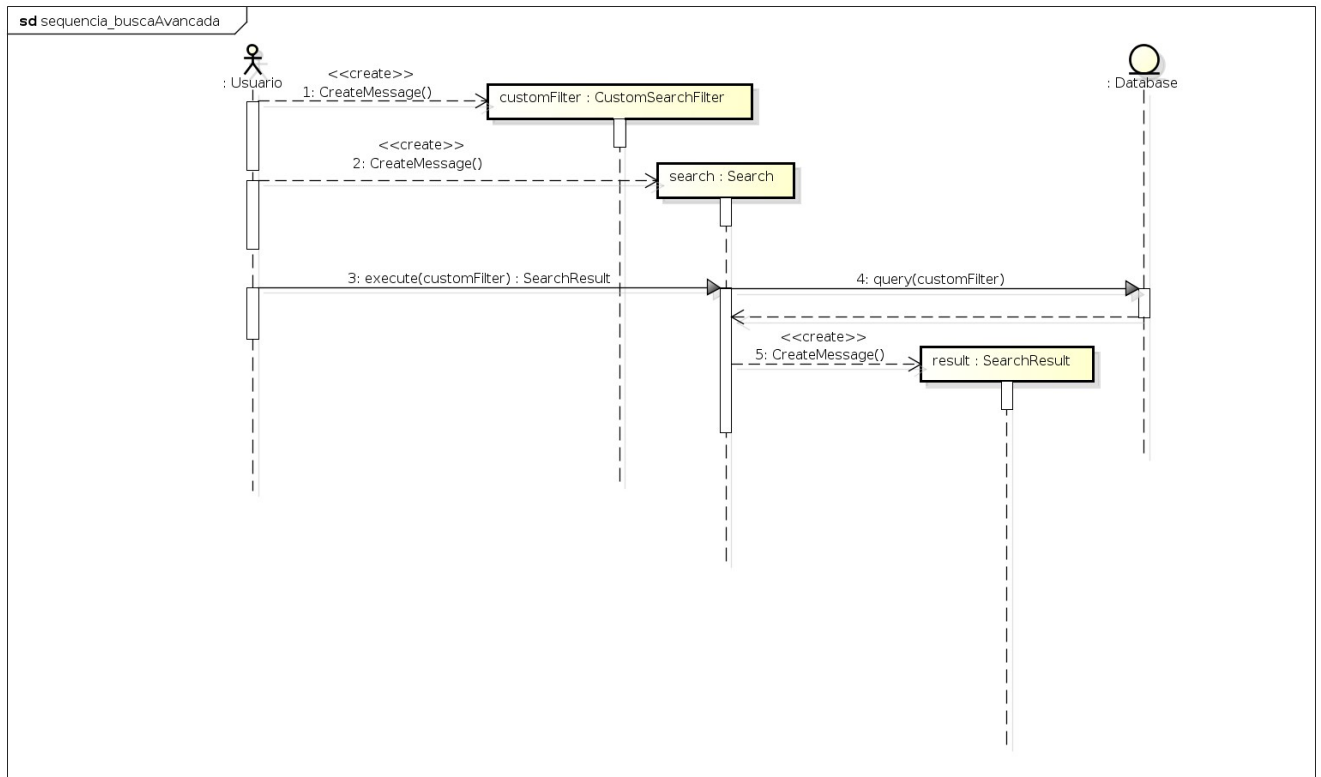 sd sequencia_buscaAvancada
: Usuario
: Database
<<create>>
1: CreateMessage()
customFilter : CustomSearchFilter
<<create>>
2: CreateMessage()
search : Search
3: execute(customFilter) : SearchResult
4: query(customFilter)
<<create>>
5: CreateMessage()
result : SearchResult